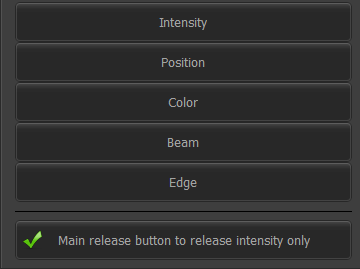 Intensity
Position
Color
Beam
Edge
Main release button to release intensity only